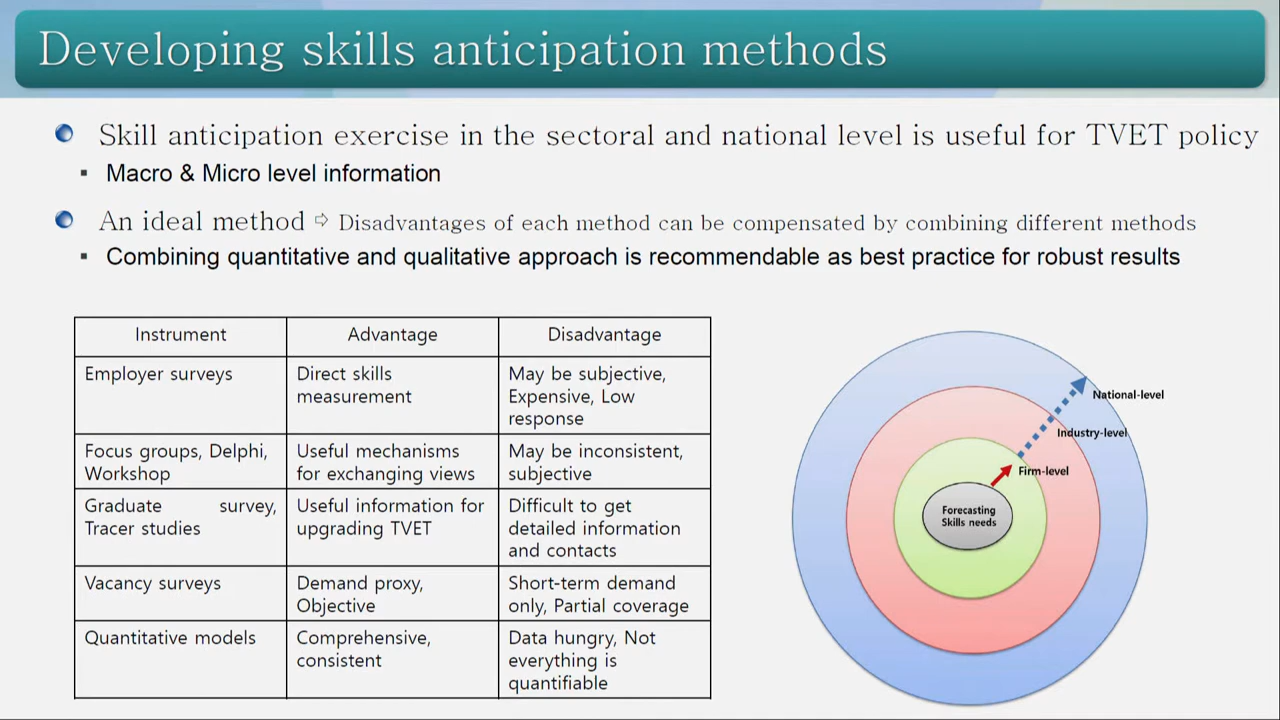 Developing skills anticipation methods
Skill anticipation exercise in the sectoral and national level is useful for TVET policy
▪ Macro & Micro level information
An ideal method ⇨ Disadvantages of each method can be compensated by combining different methods
▪ Combining quantitative and qualitative approach is recommendable as best practice for robust results
Instrument Advantage Disadvantage
Employer surveys
Direct skills
measurement
May be subjective,
Expensive, Low
response
Focus groups, Delphi,
Workshop
Useful mechanisms
for exchanging views
May be inconsistent,
subjective
Graduate survey,
Tracer studies
Useful information for
upgrading TVET
Difficult to get
detailed information
and contacts
Vacancy surveys
Demand proxy,
Objective
Short-term demand
only, Partial coverage
Quantitative models
Comprehensive,
consistent
Data hungry, Not
everything is
quantifiable
National-level
Industry-level
Firm-level
Forecasting
Skills needs